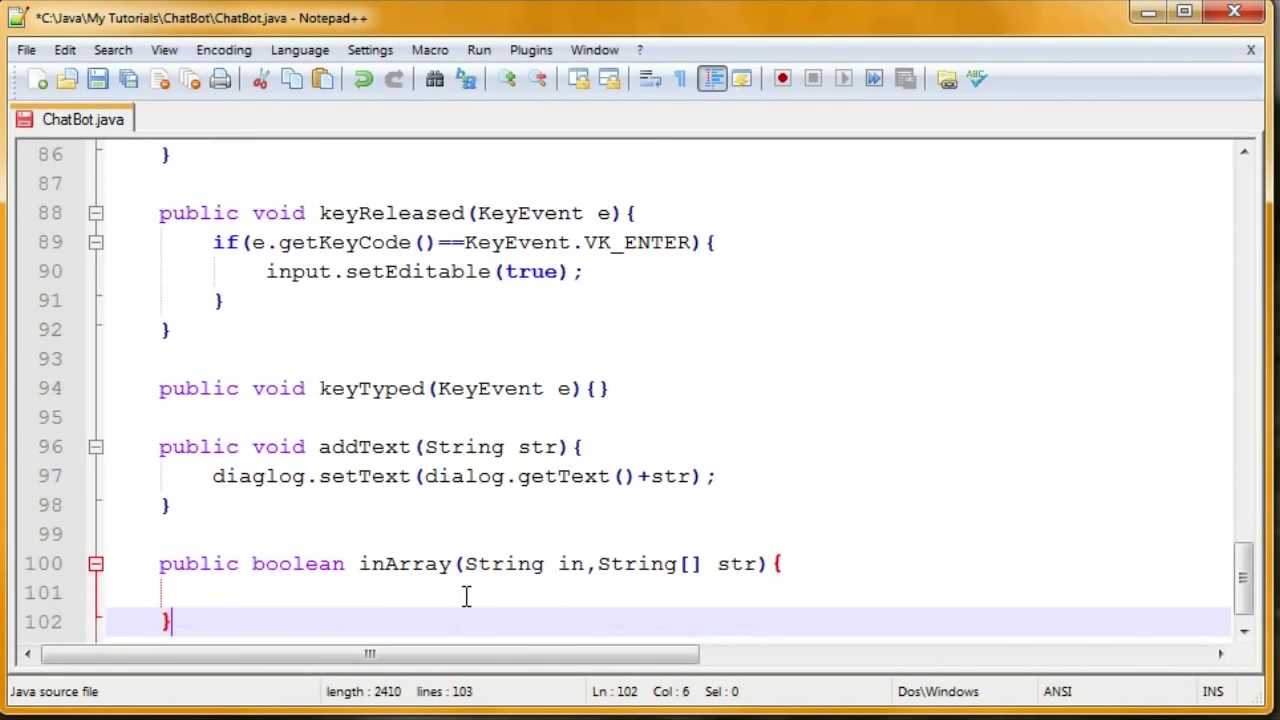 *C:\Java\My Tutorials\ChatBot\ChatBot.java - Notepad++
File Edit Search View Encoding Language Settings Macro Run Plugins Window ? X
ABC
ChatBot.java
86 }
87
88 public void keyReleased(KeyEvent e){
89 if(e.getKeyCode()==KeyEvent.VK_ENTER){
90 input.setEditable(true);
91 }
92 }
93
94 public void keyTyped(KeyEvent e){}
95
96 public void addText(String str){
97 diaglog.setText(dialog.getText()+str);
98 }
99
100 public boolean inArray(String in,String[] str){
101
102 }
Java source file length : 2410 lines : 103 Ln : 102 Col : 6 Sel : 0 Dos\Windows ANSI INS